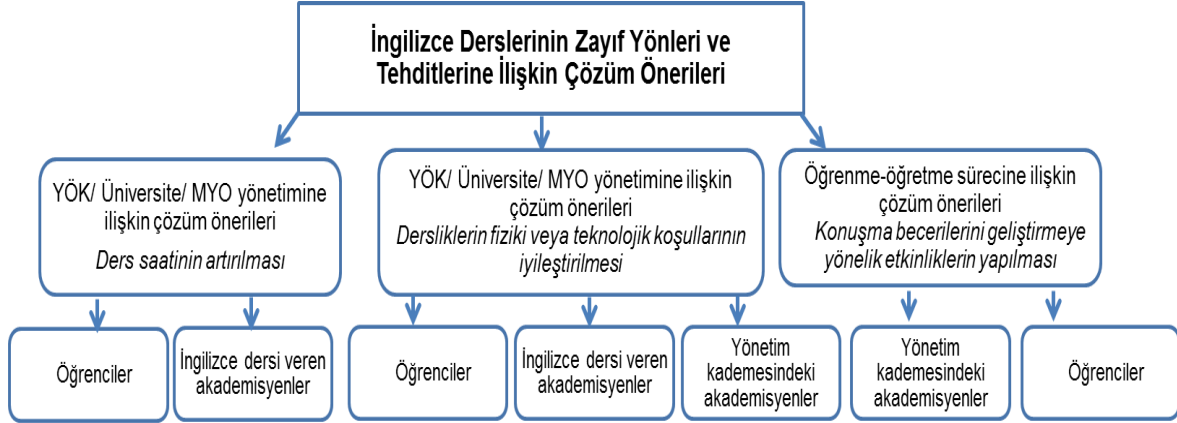 İngilizce Derslerinin Zayıf Yönleri ve
Tehditlerine İlişkin Çözüm Önerileri
YÖK/ Üniversite/ MYO yönetimine
ilişkin çözüm önerileri
Ders saatinin artırılması
YÖK/ Üniversite/ MYO yönetimine ilişkin
çözüm önerileri
Dersliklerin fiziki veya teknolojik koşullarının
iyileştirilmesi
Öğrenme-öğretme sürecine ilişkin
çözüm önerileri
Konuşma becerilerini geliştirmeye
yönelik etkinliklerin yapılması
Öğrenciler
İngilizce dersi veren
akademisyenler
Öğrenciler
İngilizce dersi veren
akademisyenler
Yönetim
kademesindeki
akademisyenler
Yönetim
kademesindeki
akademisyenler
Öğrenciler